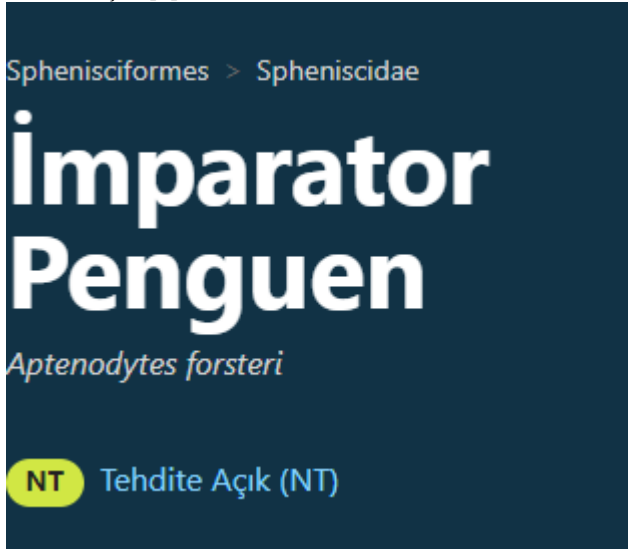 Sphenisciformes > Spheniscidae
İmparator
Penguen
Aptenodytes forsteri
NT Tehdite Açık (NT)